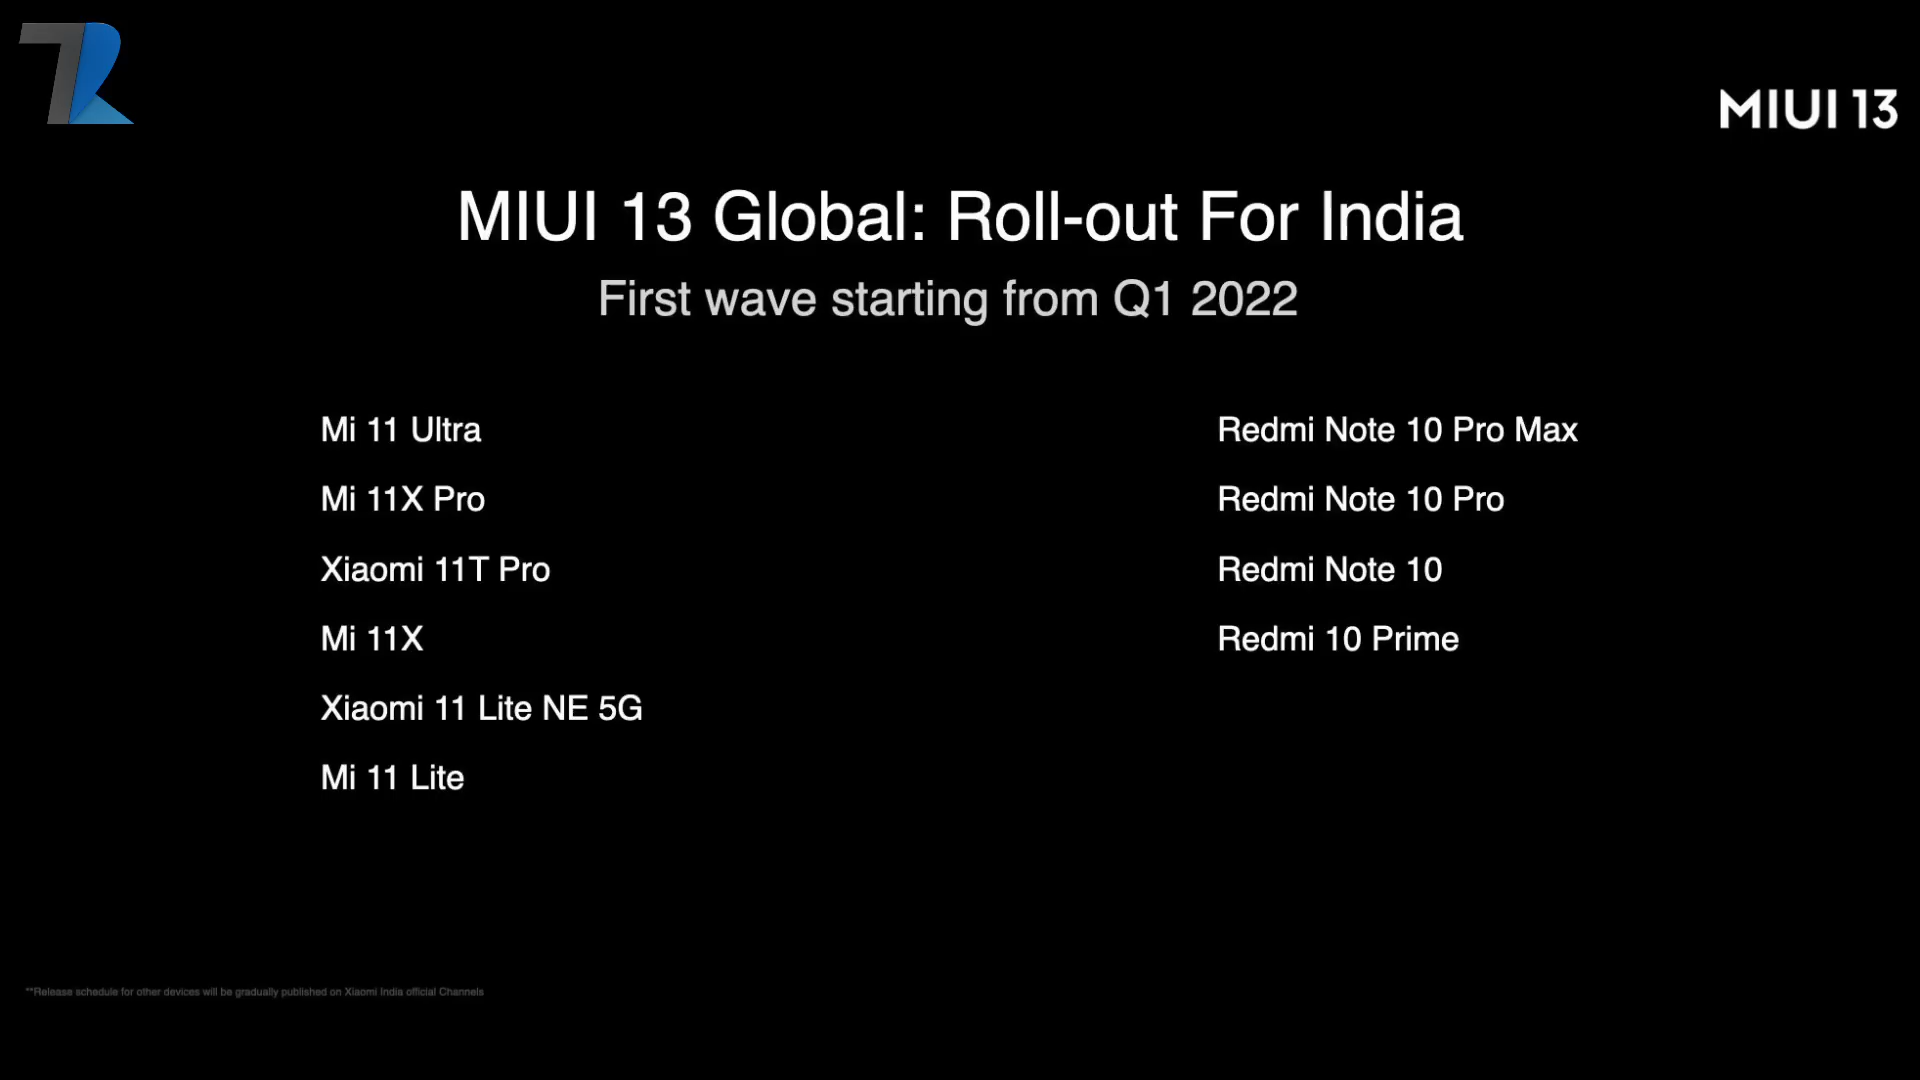 MIUI 13
MIUI 13 Global: Roll-out For India
First wave starting from Q1 2022
Mi 11 Ultra
Mi 11X Pro
Xiaomi 11T Pro
Mi 11X
Xiaomi 11 Lite NE 5G
Mi 11 Lite
Redmi Note 10 Pro Max
Redmi Note 10 Pro
Redmi Note 10
Redmi 10 Prime
**Release schedule for other devices will be gradually published on Xiaomi India official Channels